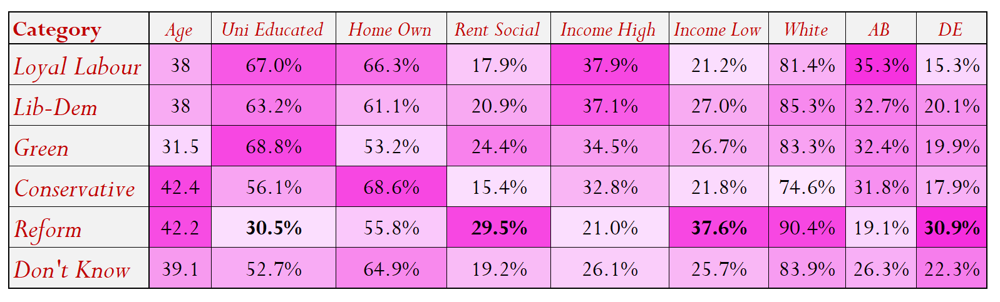 Category Age Uni Educated Home Own Rent Social Income High Income Low White AB DE
Loyal Labour 38 67.0% 66.3% 17.9% 37.9% 21.2% 81.4% 35.3% 15.3%
Lib-Dem 38 63.2% 61.1% 20.9% 37.1% 27.0% 85.3% 32.7% 20.1%
Green 31.5 68.8% 53.2% 24.4% 34.5% 26.7% 83.3% 32.4% 19.9%
Conservative 42.4 56.1% 68.6% 15.4% 32.8% 21.8% 74.6% 31.8% 17.9%
Reform 42.2 30.5% 55.8% 29.5% 21.0% 37.6% 90.4% 19.1% 30.9%
Don't Know 39.1 52.7% 64.9% 19.2% 26.1% 25.7% 83.9% 26.3% 22.3%